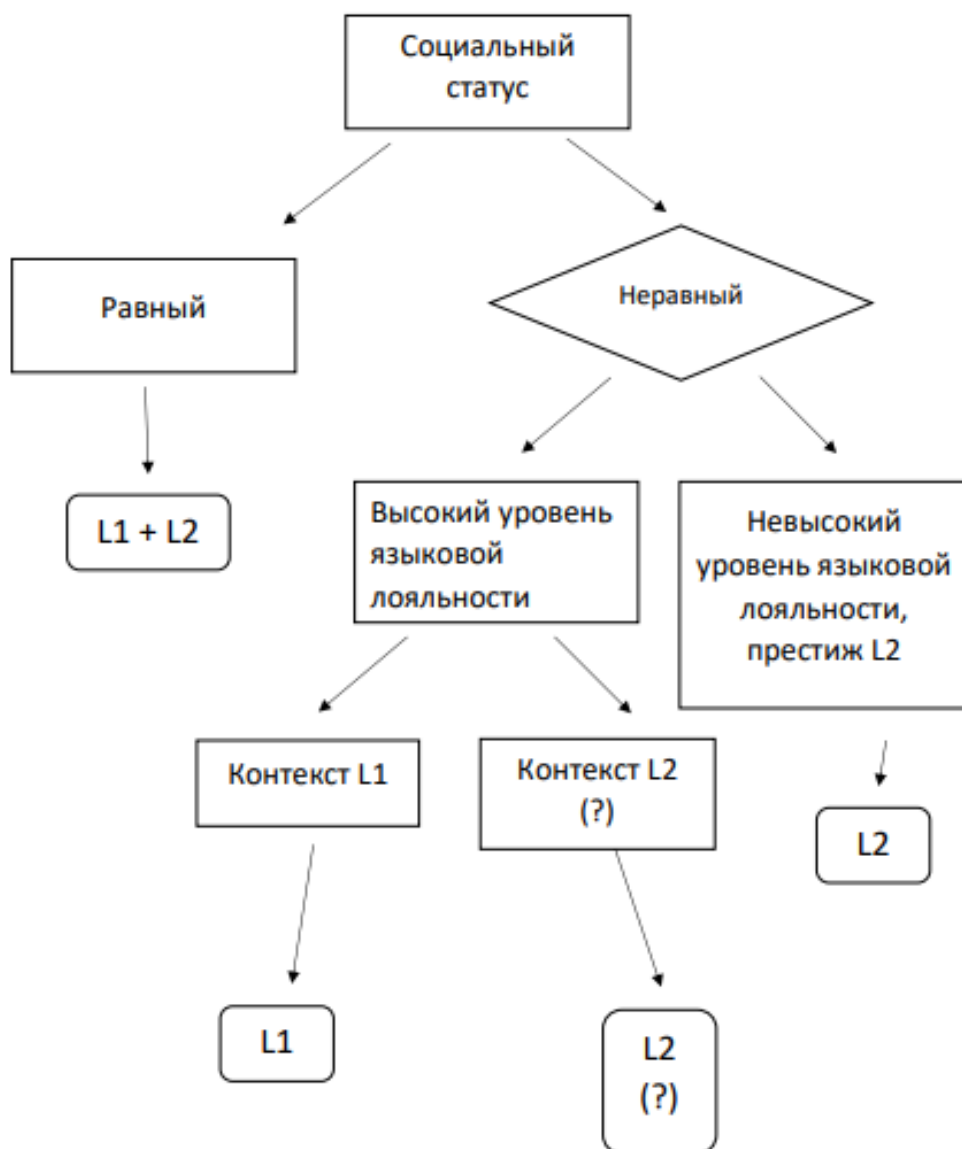 Социальный
статус
Равный
Неравный
L1 + L2
Высокий уровень
языковой
лояльности
Невысокий
уровень языковой
лояльности,
престиж L2
Контекст L1
Контекст L2
(?)
L2
L1
L2
(?)